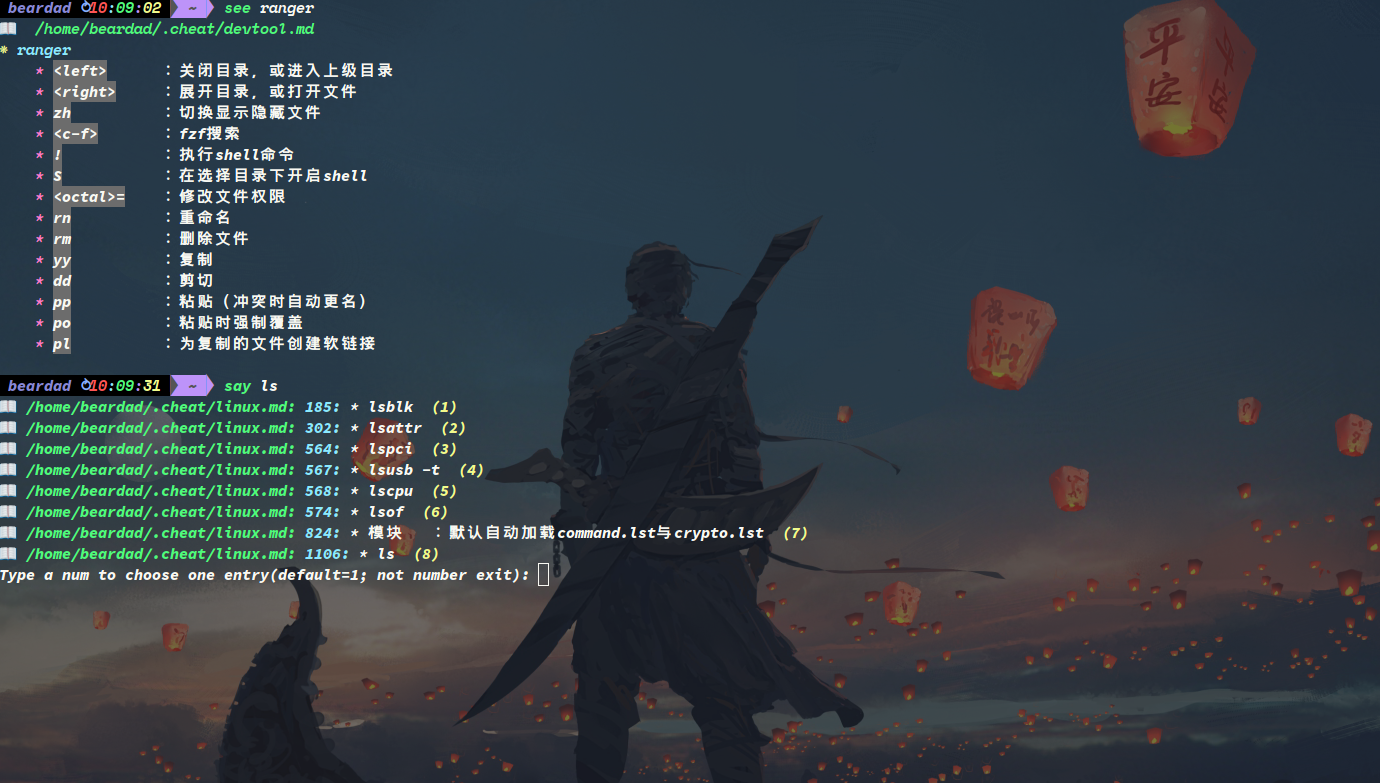 beardad 10:09:02 ~ see ranger
/home/beardad/.cheat/devtool.md
* ranger
* <left> : 关闭目录，或进入上级目录
* <right> : 展开目录，或打开文件
* zh : 切换显示隐藏文件
* <c-f> : fzf搜索
* ! : 执行shell命令
* S : 在选择目录下开启shell
* <octal>= : 修改文件权限
* rn : 重命名
* rm : 删除文件
* yy : 复制
* dd : 剪切
* pp : 粘贴（冲突时自动更名）
* po : 粘贴时强制覆盖
* pl : 为复制的文件创建软链接
beardad 10:09:31 ~ say ls
/home/beardad/.cheat/linux.md: 185: * lsblk (1)
/home/beardad/.cheat/linux.md: 302: * lsattr (2)
/home/beardad/.cheat/linux.md: 564: * lspci (3)
/home/beardad/.cheat/linux.md: 567: * lsusb -t (4)
/home/beardad/.cheat/linux.md: 568: * lscpu (5)
/home/beardad/.cheat/linux.md: 574: * lsof (6)
/home/beardad/.cheat/linux.md: 824: * 模块 : 默认自动加载command.lst与crypto.lst (7)
/home/beardad/.cheat/linux.md: 1106: * ls (8)
Type a num to choose one entry(default=1; not number exit):
平安